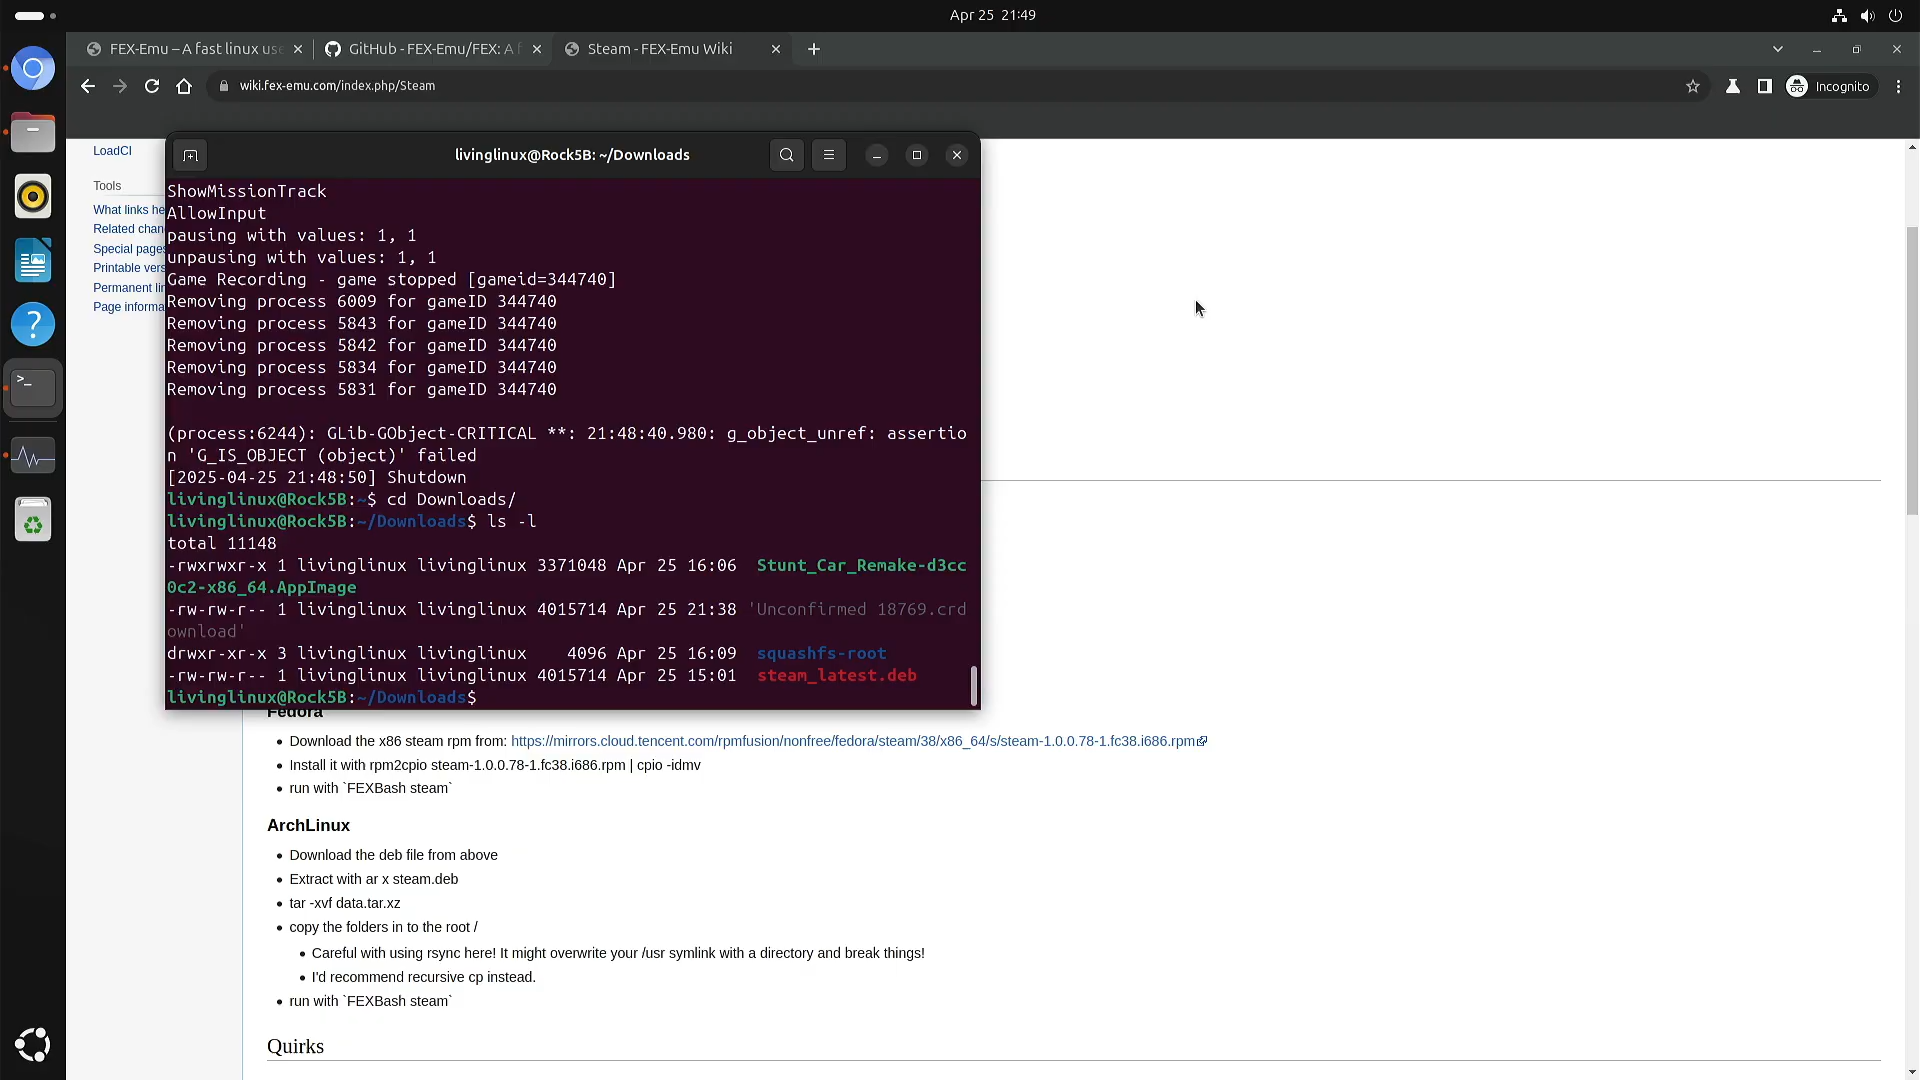 Apr 25 21:49
FEX-Emu – A fast linux use
GitHub - FEX-Emu/FEX: A f
Steam - FEX-Emu Wiki
wiki.fex-emu.com/index.php/Steam
Incognito
LoadCI
Tools
What links he
Related chan
Special pages
Printable vers
Permanent lin
Page informa
livinglinux@Rock5B: ~/Downloads
ShowMissionTrack
AllowInput
pausing with values: 1, 1
unpausing with values: 1, 1
Game Recording - game stopped [gameid=344740]
Removing process 6009 for gameID 344740
Removing process 5843 for gameID 344740
Removing process 5842 for gameID 344740
Removing process 5834 for gameID 344740
Removing process 5831 for gameID 344740
(process:6244): GLib-GObject-CRITICAL **: 21:48:40.980: g_object_unref: assertio
n 'G_IS_OBJECT (object)' failed
[2025-04-25 21:48:50] Shutdown
livinglinux@Rock5B:~$ cd Downloads/
livinglinux@Rock5B:~/Downloads$ ls -l
total 11148
-rwxrwxr-x 1 livinglinux livinglinux 3371048 Apr 25 16:06  Stunt_Car_Remake-d3cc
0c2-x86_64.AppImage
-rw-rw-r-- 1 livinglinux livinglinux 4015714 Apr 25 21:38 'Unconfirmed 18769.crd
ownload'
drwxr-xr-x 3 livinglinux livinglinux    4096 Apr 25 16:09  squashfs-root
-rw-rw-r-- 1 livinglinux livinglinux 4015714 Apr 25 15:01  steam_latest.deb
livinglinux@Rock5B:~/Downloads$
Fedora
Download the x86 steam rpm from: https://mirrors.cloud.tencent.com/rpmfusion/nonfree/fedora/steam/38/x86_64/s/steam-1.0.0.78-1.fc38.i686.rpm
Install it with rpm2cpio steam-1.0.0.78-1.fc38.i686.rpm | cpio -idmv
run with `FEXBash steam`
ArchLinux
Download the deb file from above
Extract with ar x steam.deb
tar -xvf data.tar.xz
copy the folders in to the root /
Careful with using rsync here! It might overwrite your /usr symlink with a directory and break things!
I'd recommend recursive cp instead.
run with `FEXBash steam`
Quirks